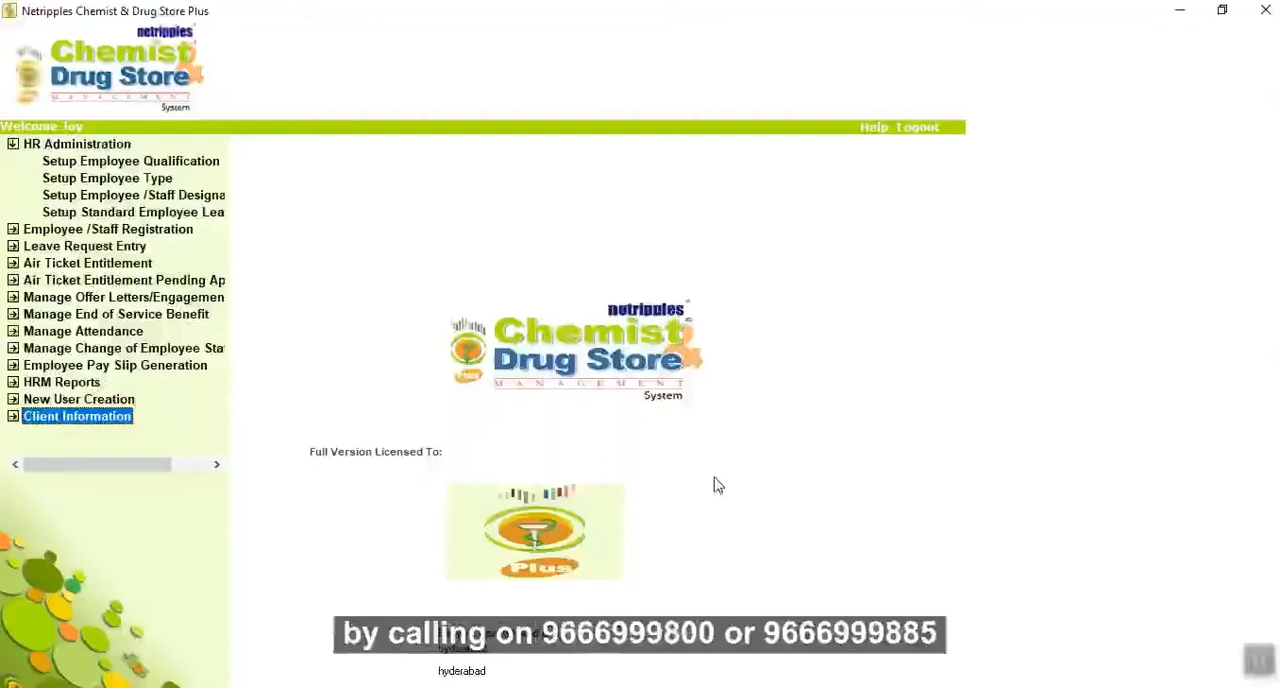 Netripples Chemist & Drug Store Plus
netripples
Chemist
Drug Store
MANAGEMENT
System
Welcome Joy
Help Logout
HR Administration
Setup Employee Qualification
Setup Employee Type
Setup Employee /Staff Designa
Setup Standard Employee Lea
Employee /Staff Registration
Leave Request Entry
Air Ticket Entitlement
Air Ticket Entitlement Pending Ap
Manage Offer Letters/Engagemen
Manage End of Service Benefit
Manage Attendance
Manage Change of Employee Sta
Employee Pay Slip Generation
HRM Reports
New User Creation
Client Information
netripples
Chemist
Drug Store
Plus
MANAGEMENT
System
Full Version Licensed To:
Plus
by calling on 9666999800 or 9666999885
hyderabad